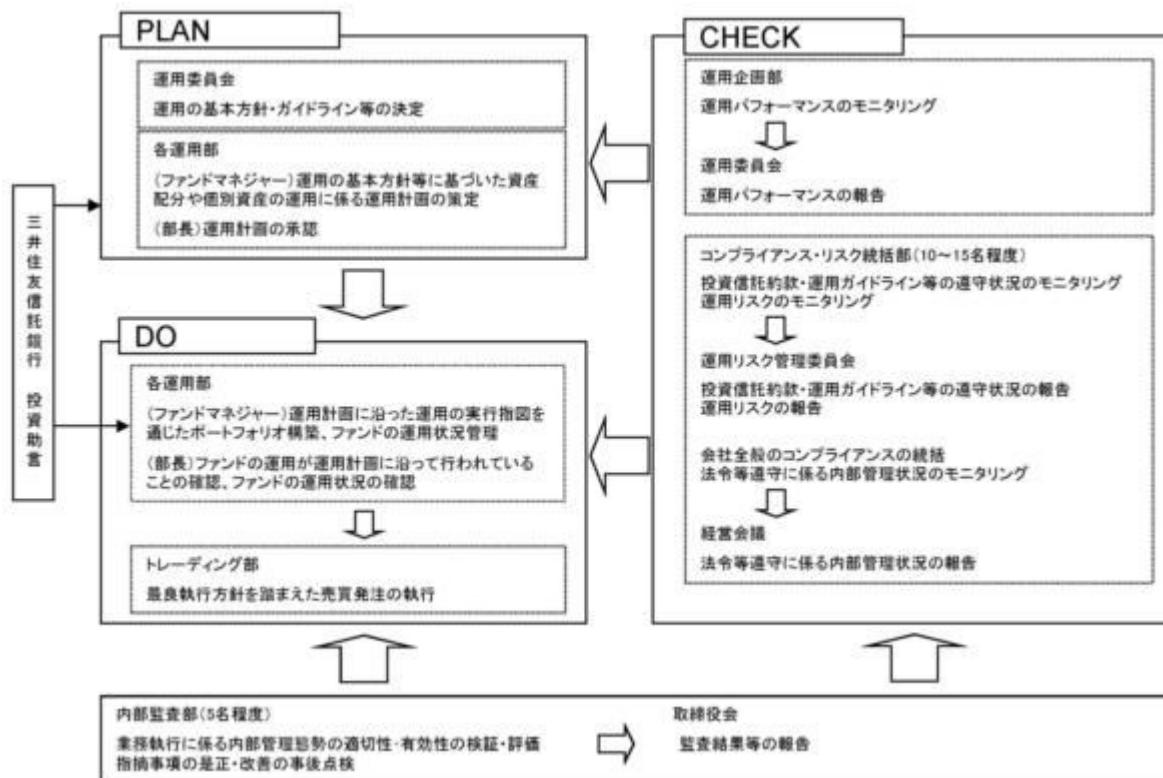 PLAN
運用委員会
運用の基本方針・ガイドライン等の決定
各運用部
(ファンドマネジャー)運用の基本方針等に基づいた資産
配分や個別資産の運用に係る運用計画の策定
(部長)運用計画の承認
三井住友信託銀行 投資助言
DO
各運用部
(ファンドマネジャー)運用計画に沿った運用の実行指図を
通じたポートフォリオ構築、ファンドの運用状況管理
(部長)ファンドの運用が運用計画に沿って行われている
ことの確認、ファンドの運用状況の確認
トレーディング部
最良執行方針を踏まえた売買発注の執行
CHECK
運用企画部
運用パフォーマンスのモニタリング
運用委員会
運用パフォーマンスの報告
コンプライアンス・リスク統括部(10~15名程度)
投資信託約款・運用ガイドライン等の遵守状況のモニタリング
運用リスクのモニタリング
運用リスク管理委員会
投資信託約款・運用ガイドライン等の遵守状況の報告
運用リスクの報告
会社全般のコンプライアンスの統括
法令等遵守に係る内部管理状況のモニタリング
経営会議
法令等遵守に係る内部管理状況の報告
内部監査部(5名程度)
業務執行に係る内部管理態勢の適切性・有効性の検証・評価
指摘事項の是正・改善の事後点検
取締役会
監査結果等の報告